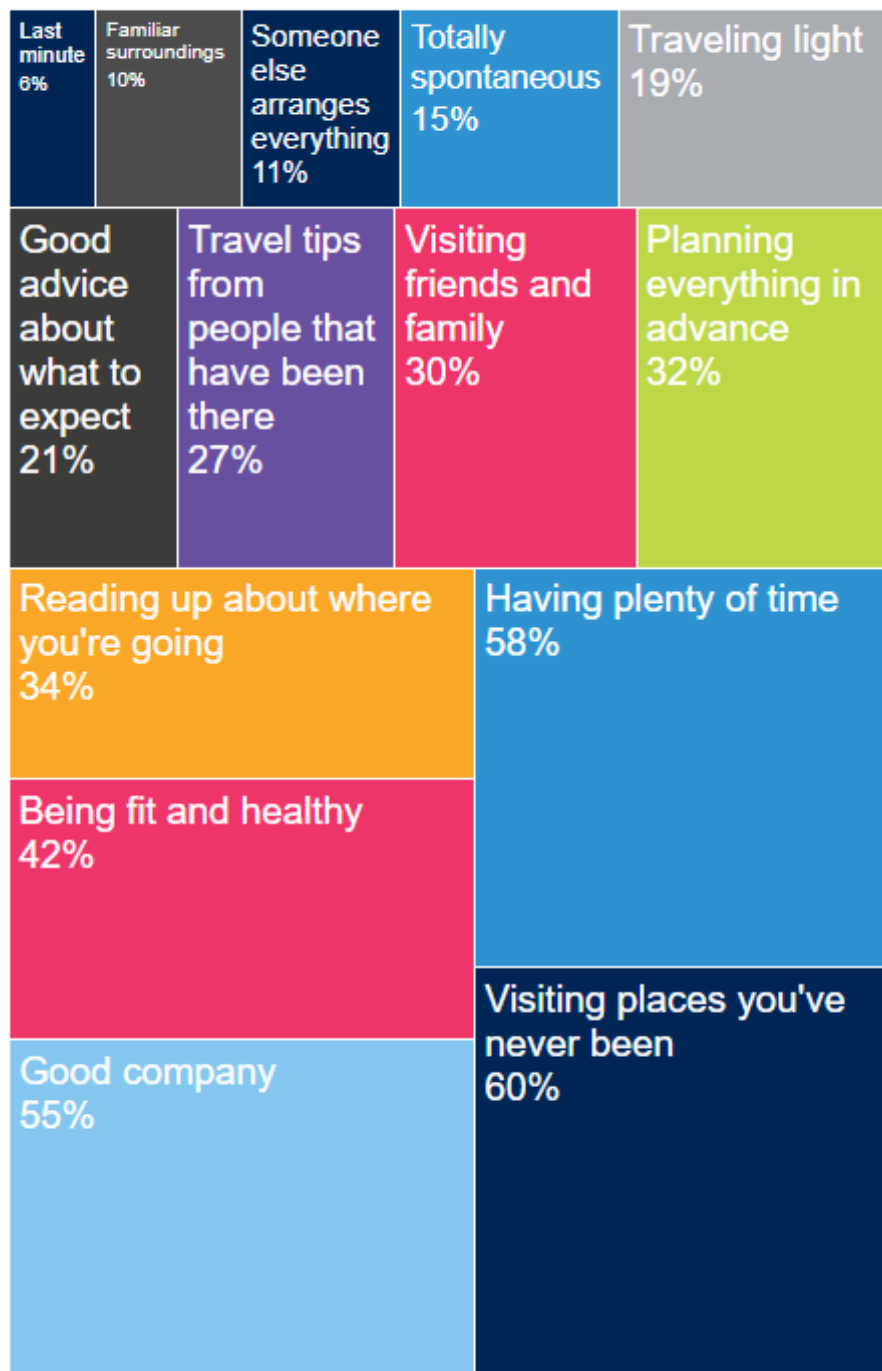 Last
minute
6%
Familiar
surroundings
10%
Someone
else
arranges
everything
11%
Totally
spontaneous
15%
Traveling light
19%
Good
advice
about
what to
expect
21%
Travel tips
from
people that
have been
there
27%
Visiting
friends and
family
30%
Planning
everything in
advance
32%
Reading up about where
you're going
34%
Having plenty of time
58%
Being fit and healthy
42%
Visiting places you've
never been
60%
Good company
55%